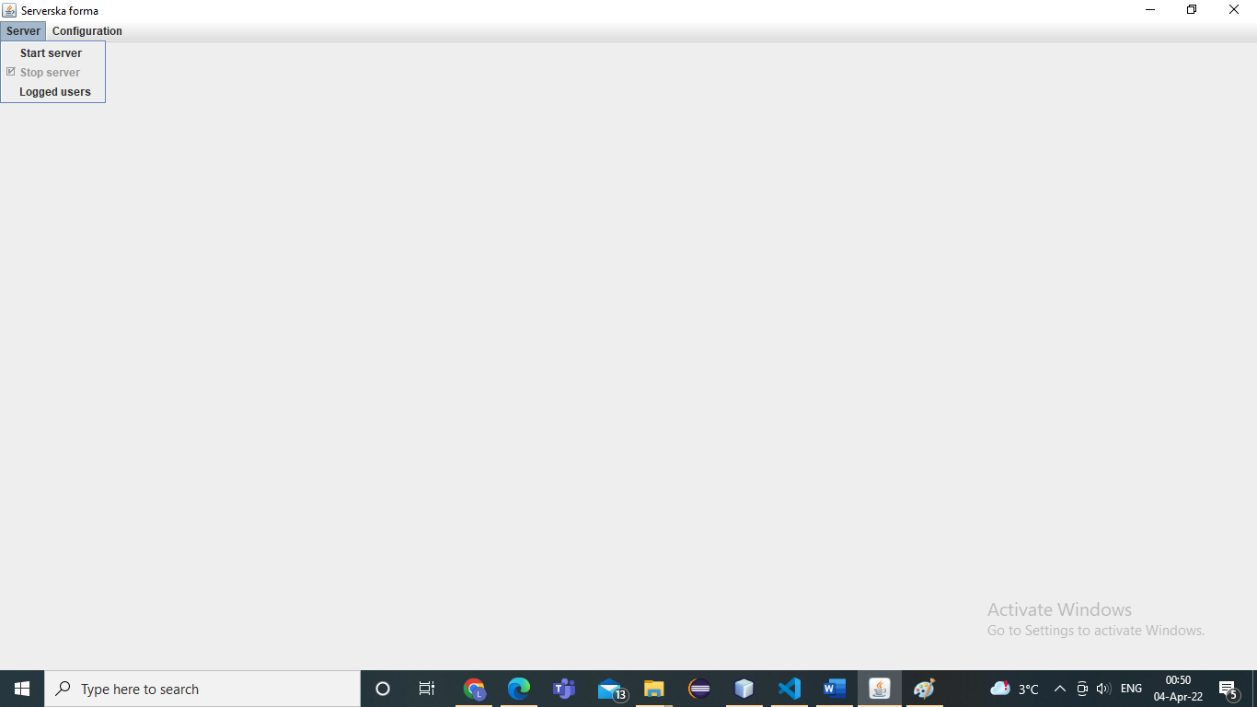 Serverska forma
Server Configuration
Start server
Stop server
Logged users
Activate Windows
Go to Settings to activate Windows.
Type here to search
L
T
13
W
3°C
ENG
00:50
04-Apr-22
5